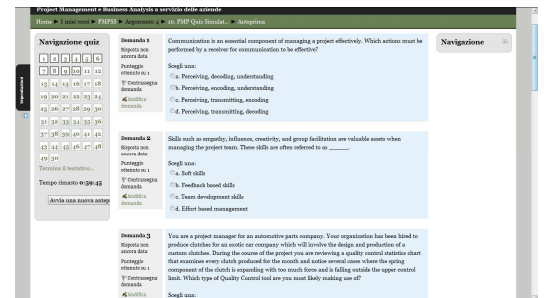 Project Management e Business Analysis a servizio delle aziende
Home ► I miei corsi ► PMPSS ► Argomento 4 ► 10. PMP Quiz Simulat... ► Anteprima
Navigazione quiz
1 2 3 4 5 6
7 8 9 10 11 12
13 14 15 16 17 18
19 20 21 22 23 24
25 26 27 28 29 30
31 32 33 34 35 36
37 38 39 40 41 42
43 44 45 46 47 48
49 50
Termina il tentativo...
Tempo rimasto 0:59:45
Avvia una nuova antep
Impostazioni
Domanda 1
Risposta non
ancora data
Punteggio
ottenuto su 1
Contrassegna
domanda
Modifica
domanda
Communication is an essential component of managing a project effectively. Which actions must be
performed by a receiver for communication to be effective?
Scegli una:
a. Perceiving, decoding, understanding
b. Perceiving, encoding, understanding
c. Perceiving, transmitting, encoding
d. Perceiving, transmitting, decoding
Domanda 2
Risposta non
ancora data
Punteggio
ottenuto su 1
Contrassegna
domanda
Modifica
domanda
Skills such as empathy, influence, creativity, and group facilitation are valuable assets when
managing the project team. These skills are often referred to as _______.
Scegli una:
a. Soft skills
b. Feedback based skills
c. Team development skills
d. Effort based management
Domanda 3
Risposta non
ancora data
Punteggio
ottenuto su 1
Contrassegna
domanda
Modifica
You are a project manager for an automotive parts company. Your organization has been hired to
produce clutches for an exotic car company which will involve the design and production of a
custom clutches. During the course of the project you are reviewing a quality control statistics chart
that examines every clutch produced for the month and notice several cases where the spring
component of the clutch is expanding with too much force and is falling outside the upper control
limit. Which type of Quality Control tool are you most likely making use of?
Scegli una:
Navigazione